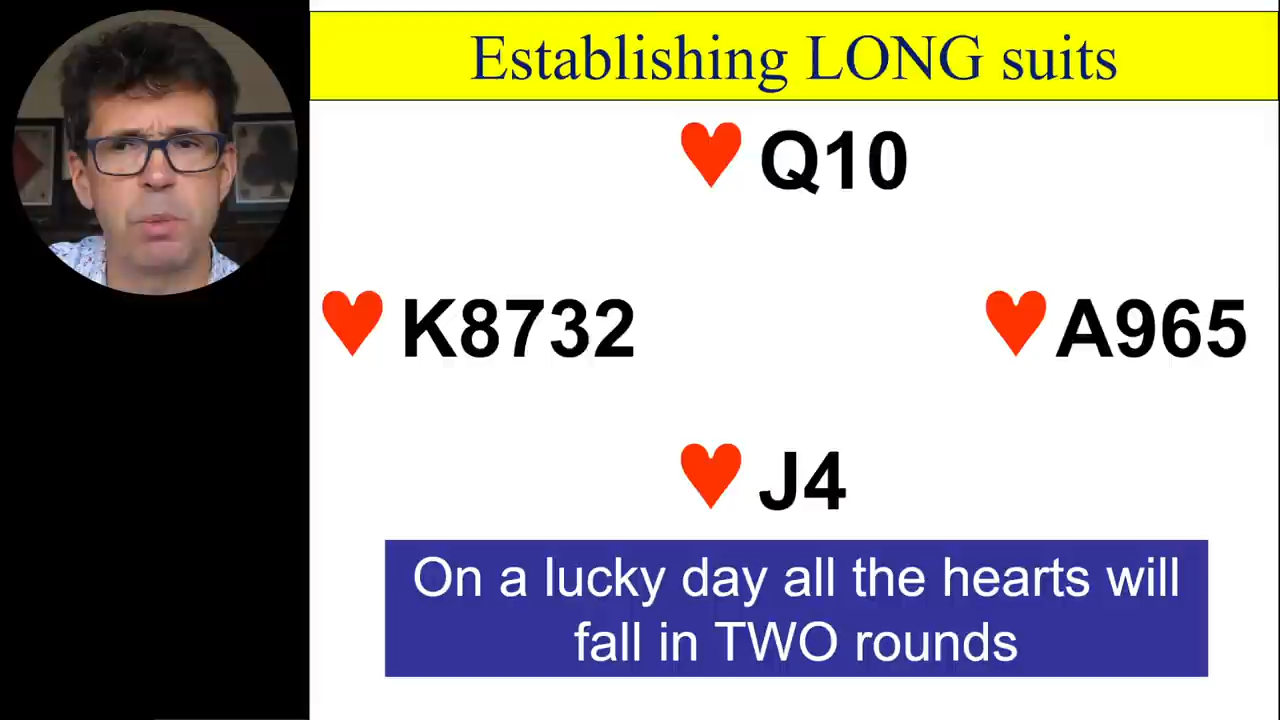 Establishing LONG suits
♥ Q10
♥ K8732
♥ A965
♥ J4
On a lucky day all the hearts will
fall in TWO rounds